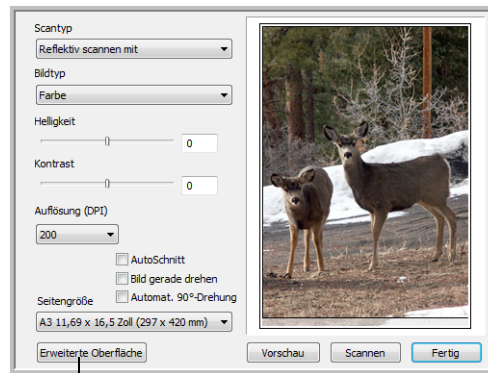 Scantyp
Reflektiv scannen mit
Bildtyp
Farbe
Helligkeit
0
Kontrast
0
Auflösung (DPI)
200
AutoSchnitt
Bild gerade drehen
Automat. 90°-Drehung
Seitengröße
A3 11,69 x 16,5 Zoll (297 x 420 mm)
Erweiterte Oberfläche
Vorschau
Scannen
Fertig